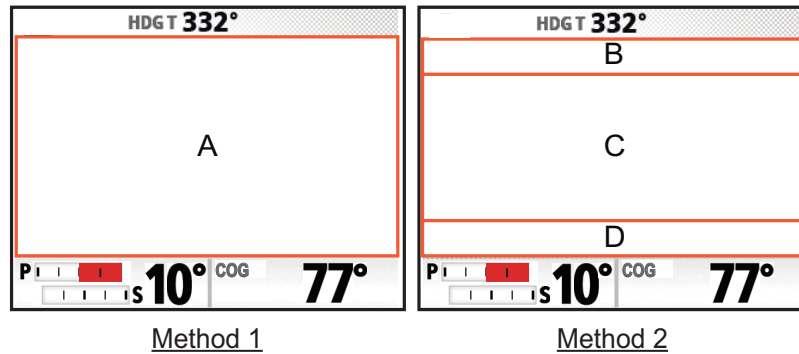 HDG T 332° HDG T 332°
B
A C
D
P 10° COG 77° P 10° COG 77°
S S
Method 1 Method 2